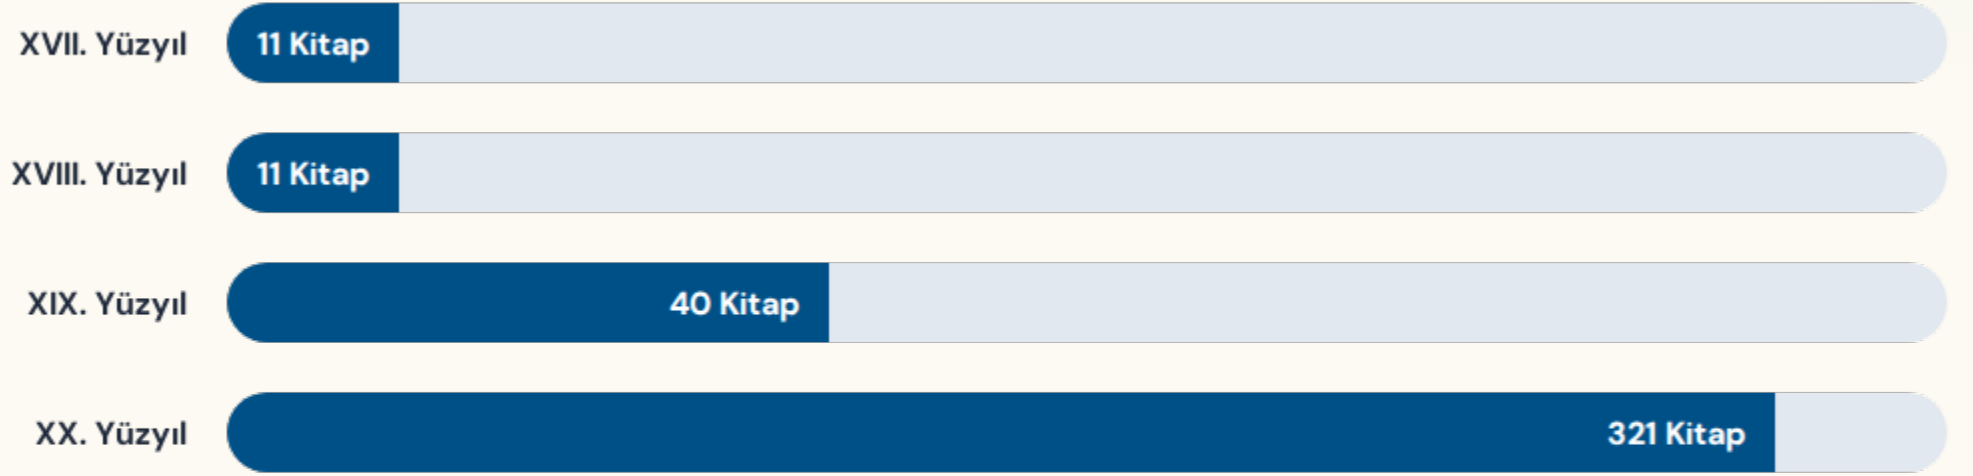 XVII. Yüzyıl 11 Kitap
XVIII. Yüzyıl 11 Kitap
XIX. Yüzyıl 40 Kitap
XX. Yüzyıl 321 Kitap